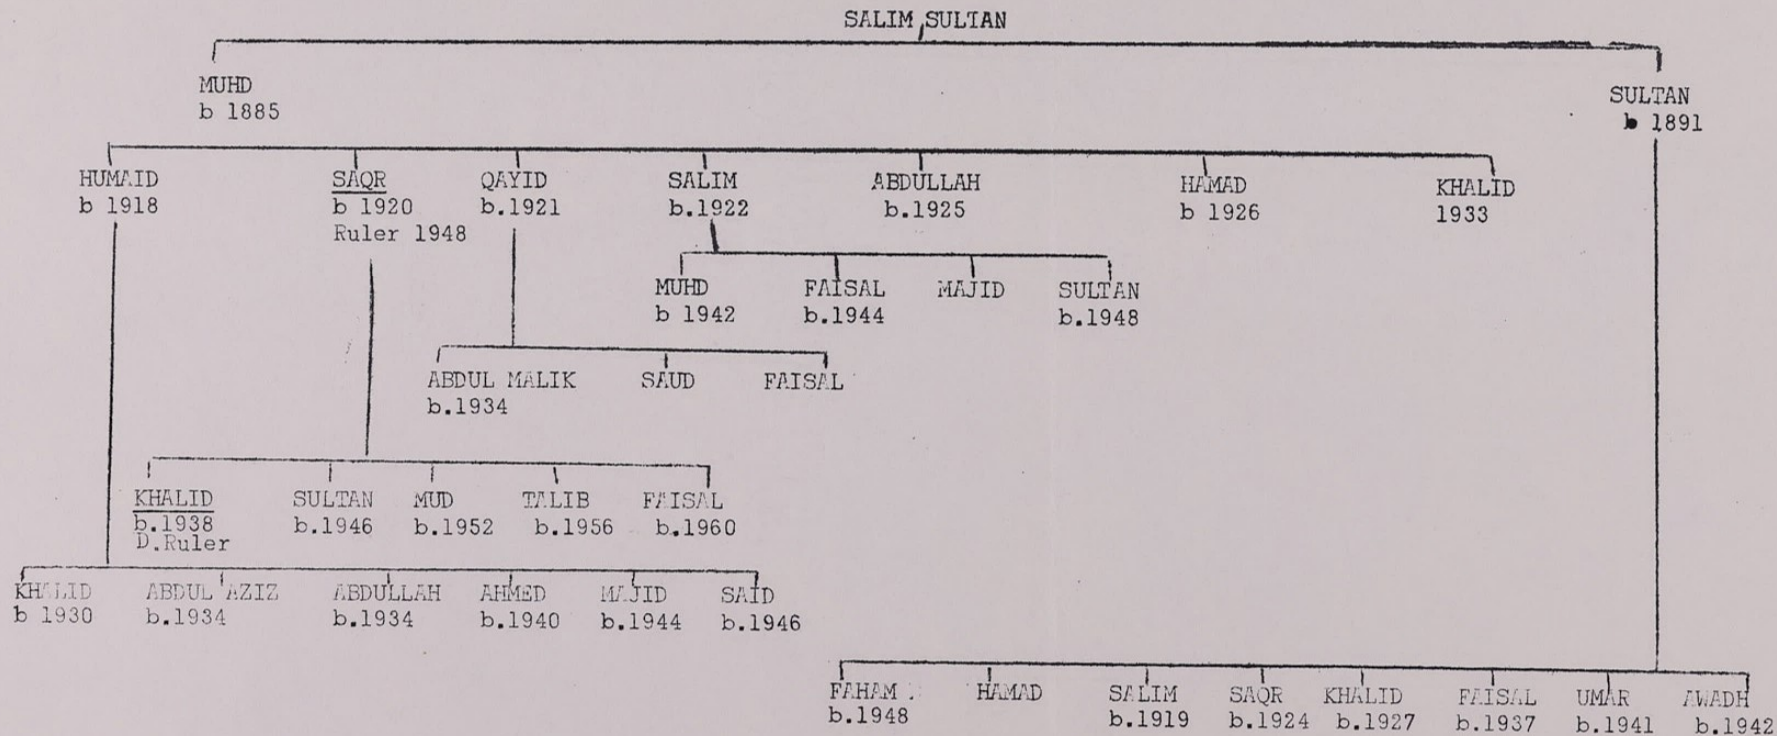 SALIM SULTAN
MUHD
b 1885
SULTAN
b 1891
HUMAID
b 1918
SAQR
b 1920
Ruler 1948
QAYID
b.1921
SALIM
b.1922
ABDULLAH
b.1925
HAMAD
b 1926
KHALID
1933
MUHD
b 1942
FAISAL
b.1944
MAJID
SULTAN
b.1948
ABDUL MALIK
b.1934
SAUD
FAISAL
KHALID
b.1938
D.Ruler
SULTAN
b.1946
MUD
b.1952
TALIB
b.1956
FAISAL
b.1960
KHALID
b 1930
ABDUL AZIZ
b.1934
ABDULLAH
b.1934
AHMED
b.1940
MAJID
b.1944
SAID
b.1946
FAHAM
b.1948
HAMAD
SALIM
b.1919
SAQR
b.1924
KHALID
b.1927
FAISAL
b.1937
UMAR
b.1941
AWADH
b.1942